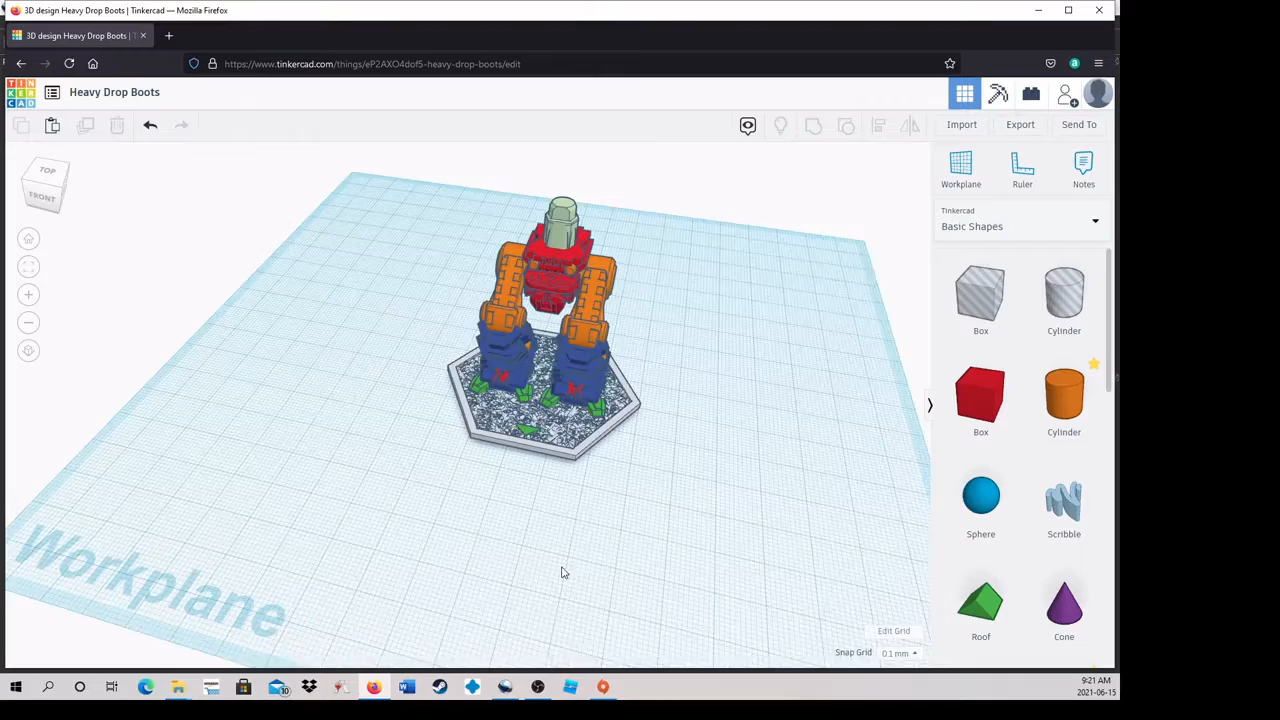 3D design Heavy Drop Boots | Tinkercad — Mozilla Firefox
3D design Heavy Drop Boots | T
https://www.tinkercad.com/things/eP2AXO4dof5-heavy-drop-boots/edit
TIN
KER
CAD
Heavy Drop Boots
Import
Export
Send To
TOP
FRONT
Workplane
Ruler
Notes
Tinkercad
Basic Shapes
Box
Cylinder
Box
Cylinder
Sphere
Scribble
Roof
Cone
Workplane
Edit Grid
Snap Grid
0.1 mm
10
9:21 AM
2021-06-15